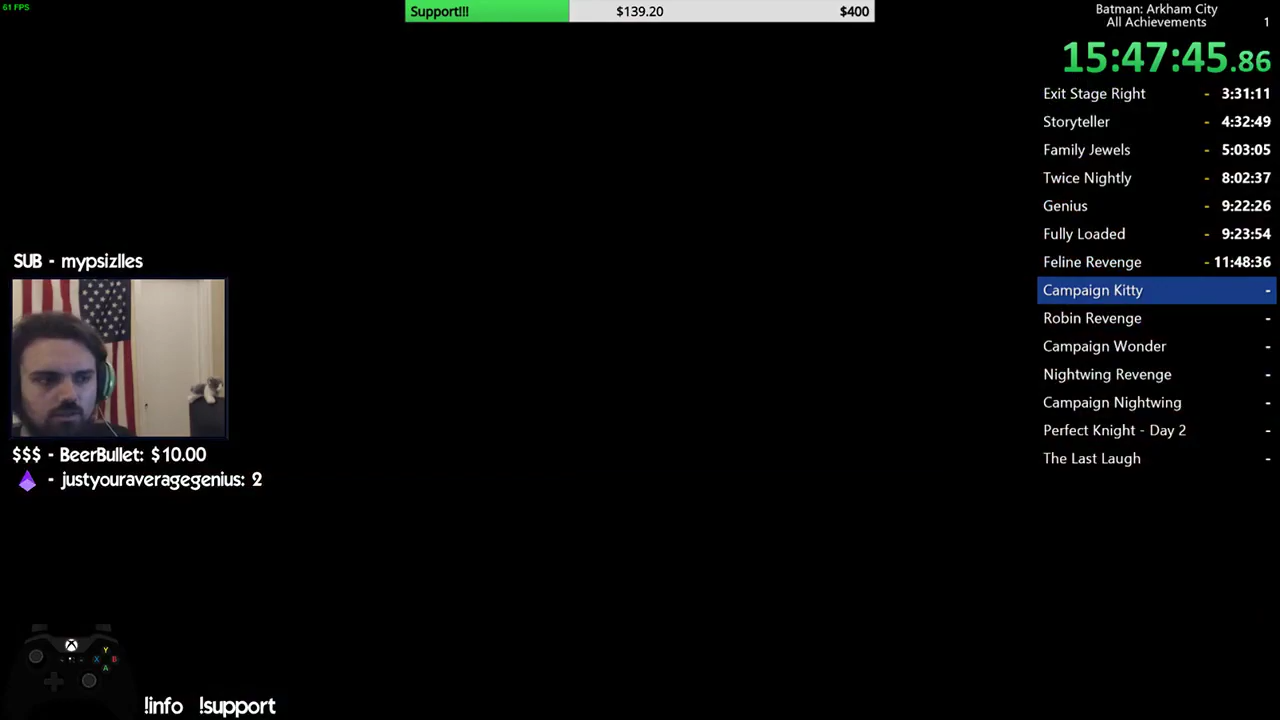 61 FPS
Support!!! $139.20 $400
Batman: Arkham City
All Achievements 1
15:47:45.86
Exit Stage Right - 3:31:11
Storyteller - 4:32:49
Family Jewels - 5:03:05
Twice Nightly - 8:02:37
Genius - 9:22:26
Fully Loaded - 9:23:54
Feline Revenge - 11:48:36
Campaign Kitty -
Robin Revenge -
Campaign Wonder -
Nightwing Revenge -
Campaign Nightwing -
Perfect Knight - Day 2 -
The Last Laugh -
SUB - mypsizlles
$$$ - BeerBullet: $10.00
- justyouraveragegenius: 2
Y
X B
A
!info !support